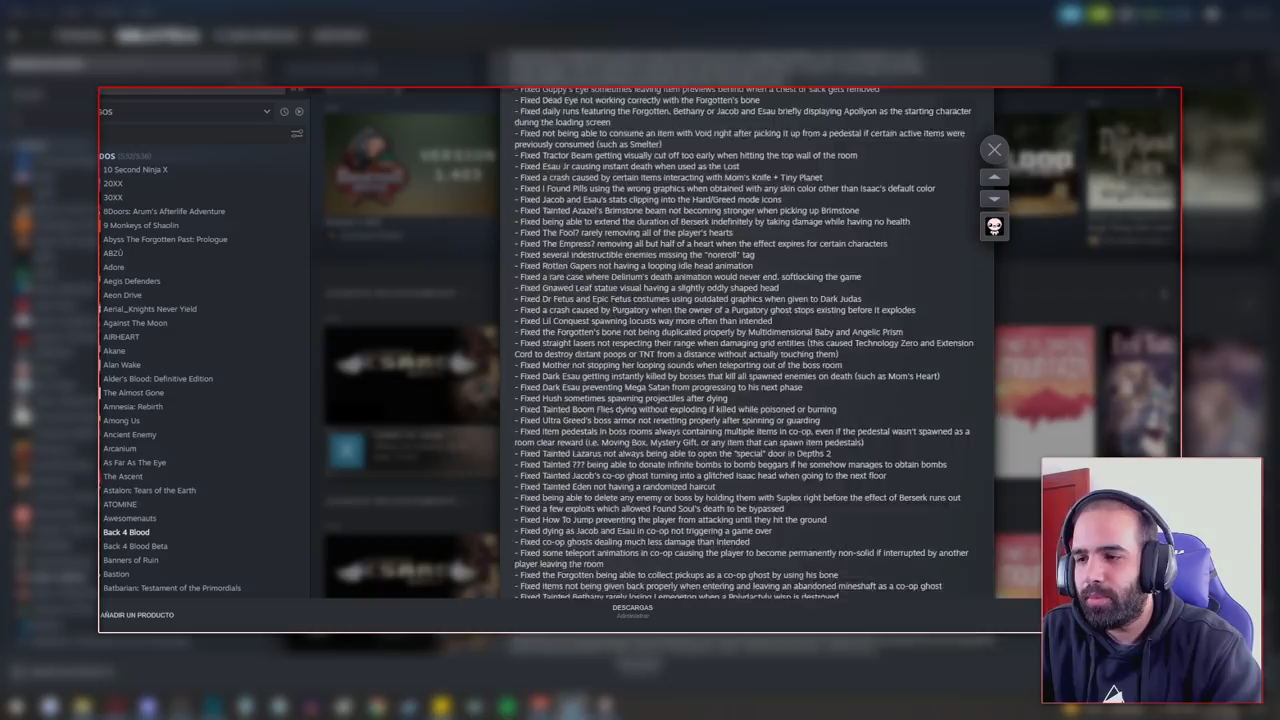 OS
DOS (532/536)
10 Second Ninja X
20XX
30XX
8Doors: Arum's Afterlife Adventure
9 Monkeys of Shaolin
Abyss The Forgotten Past: Prologue
ABZÛ
Adore
Aegis Defenders
Aeon Drive
Aerial_Knights Never Yield
Against The Moon
AIRHEART
Akane
Alan Wake
Alder's Blood: Definitive Edition
The Almost Gone
Amnesia: Rebirth
Among Us
Ancient Enemy
Arcanium
As Far As The Eye
The Ascent
Astalon: Tears of the Earth
ATOMINE
Awesomenauts
Back 4 Blood
Back 4 Blood Beta
Banners of Ruin
Bastion
Batbarian: Testament of the Primordials
AÑADIR UN PRODUCTO
VERSION
- Fixed Guppy's Eye sometimes leaving item previews behind when a chest or sack gets removed
- Fixed Dead Eye not working correctly with the Forgotten's bone
- Fixed daily runs featuring the Forgotten, Bethany or Jacob and Esau briefly displaying Apollyon as the starting character
during the loading screen
- Fixed not being able to consume an item with Void right after picking it up from a pedestal if certain active items were
previously consumed (such as Smelter)
- Fixed Tractor Beam getting visually cut off too early when hitting the top wall of the room
- Fixed Esau Jr causing instant death when used as the Lost
- Fixed a crash caused by certain items interacting with Mom's Knife + Tiny Planet
- Fixed I Found Pills using the wrong graphics when obtained with any skin color other than Isaac's default color
- Fixed Jacob and Esau's stats clipping into the Hard/Greed mode icons
- Fixed Tainted Azazel's Brimstone beam not becoming stronger when picking up Brimstone
- Fixed being able to extend the duration of Berserk indefinitely by taking damage while having no health
- Fixed The Fool? rarely removing all of the player's hearts
- Fixed The Empress? removing all but half of a heart when the effect expires for certain characters
- Fixed several indestructible enemies missing the "noreroll" tag
- Fixed Rotten Gapers not having a looping idle head animation
- Fixed a rare case where Delirium's death animation would never end, softlocking the game
- Fixed Gnawed Leaf statue visual having a slightly oddly shaped head
- Fixed Dr Fetus and Epic Fetus costumes using outdated graphics when given to Dark Judas
- Fixed a crash caused by Purgatory when the owner of a Purgatory ghost stops existing before it explodes
- Fixed Lil Conquest spawning locusts way more often than intended
- Fixed the Forgotten's bone not being duplicated properly by Multidimensional Baby and Angelic Prism
- Fixed straight lasers not respecting their range when damaging grid entities (this caused Technology Zero and Extension
Cord to destroy distant poops or TNT from a distance without actually touching them)
- Fixed Mother not stopping her looping sounds when teleporting out of the boss room
- Fixed Dark Esau getting instantly killed by bosses that kill all spawned enemies on death (such as Mom's Heart)
- Fixed Dark Esau preventing Mega Satan from progressing to his next phase
- Fixed Hush sometimes spawning projectiles after dying
- Fixed Tainted Boom Flies dying without exploding if killed while poisoned or burning
- Fixed Ultra Greed's boss armor not resetting properly after spinning or guarding
- Fixed item pedestals in boss rooms always containing multiple items in co-op, even if the pedestal wasn't spawned as a
room clear reward (i.e. Moving Box, Mystery Gift, or any item that can spawn item pedestals)
- Fixed Tainted Lazarus not always being able to open the "special" door in Depths 2
- Fixed Tainted ??? being able to donate infinite bombs to bomb beggars if he somehow manages to obtain bombs
- Fixed Tainted Jacob's co-op ghost turning into a glitched Isaac head when going to the next floor
- Fixed Tainted Eden not having a randomized haircut
- Fixed being able to delete any enemy or boss by holding them with Suplex right before the effect of Berserk runs out
- Fixed a few exploits which allowed Found Soul's death to be bypassed
- Fixed How To Jump preventing the player from attacking until they hit the ground
- Fixed dying as Jacob and Esau in co-op not triggering a game over
- Fixed co-op ghosts dealing much less damage than intended
- Fixed some teleport animations in co-op causing the player to become permanently non-solid if interrupted by another
player leaving the room
- Fixed the Forgotten being able to collect pickups as a co-op ghost by using his bone
- Fixed items not being given back properly when entering and leaving an abandoned mineshaft as a co-op ghost
- Fixed Tainted Bethany rarely losing Lemegeton when a Polydactyly wisp is destroyed
DESCARGAS
Administrar